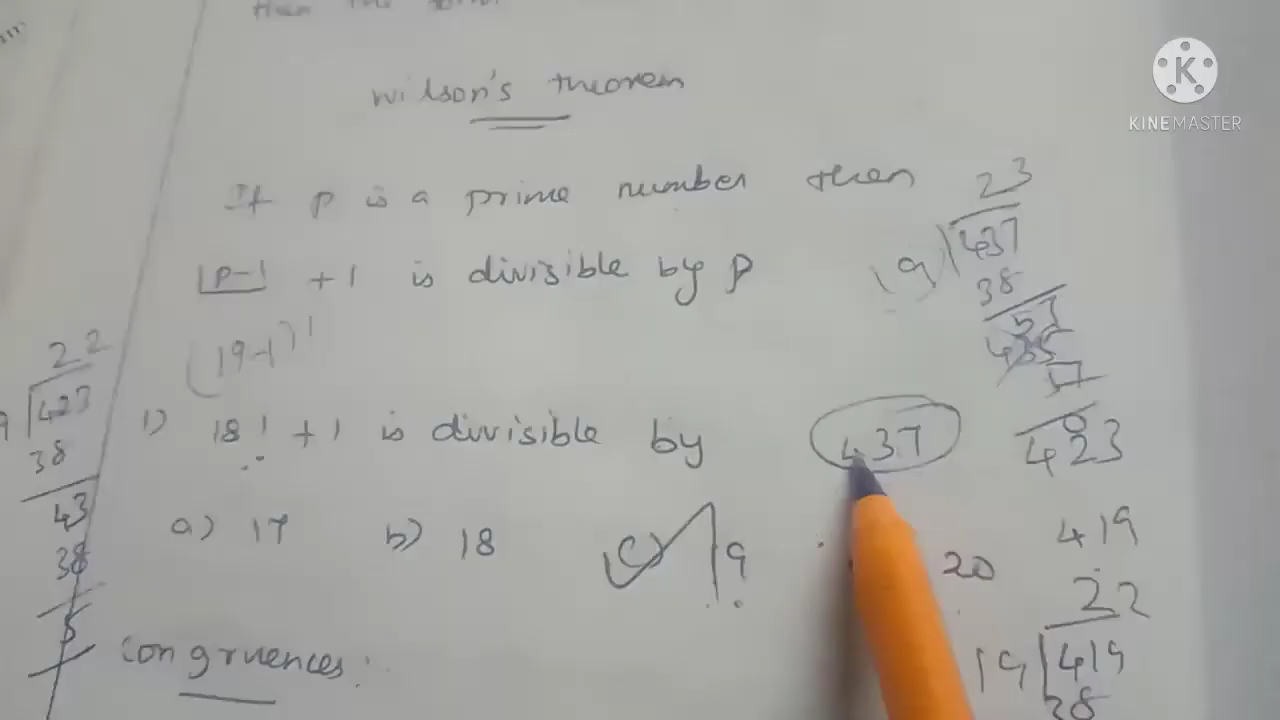 than the
Wilson's theorem
If p is a prime number then
|p-1 +1 is divisible by p
(19-1)!
1) 18! +1 is divisible by 437
a) 17 b) 18 c) 19 20
congruences:
22
423
38
43
38
5
23
19)437
38
57
57
0
423
419
22
19 419
38
K
KINEMASTER